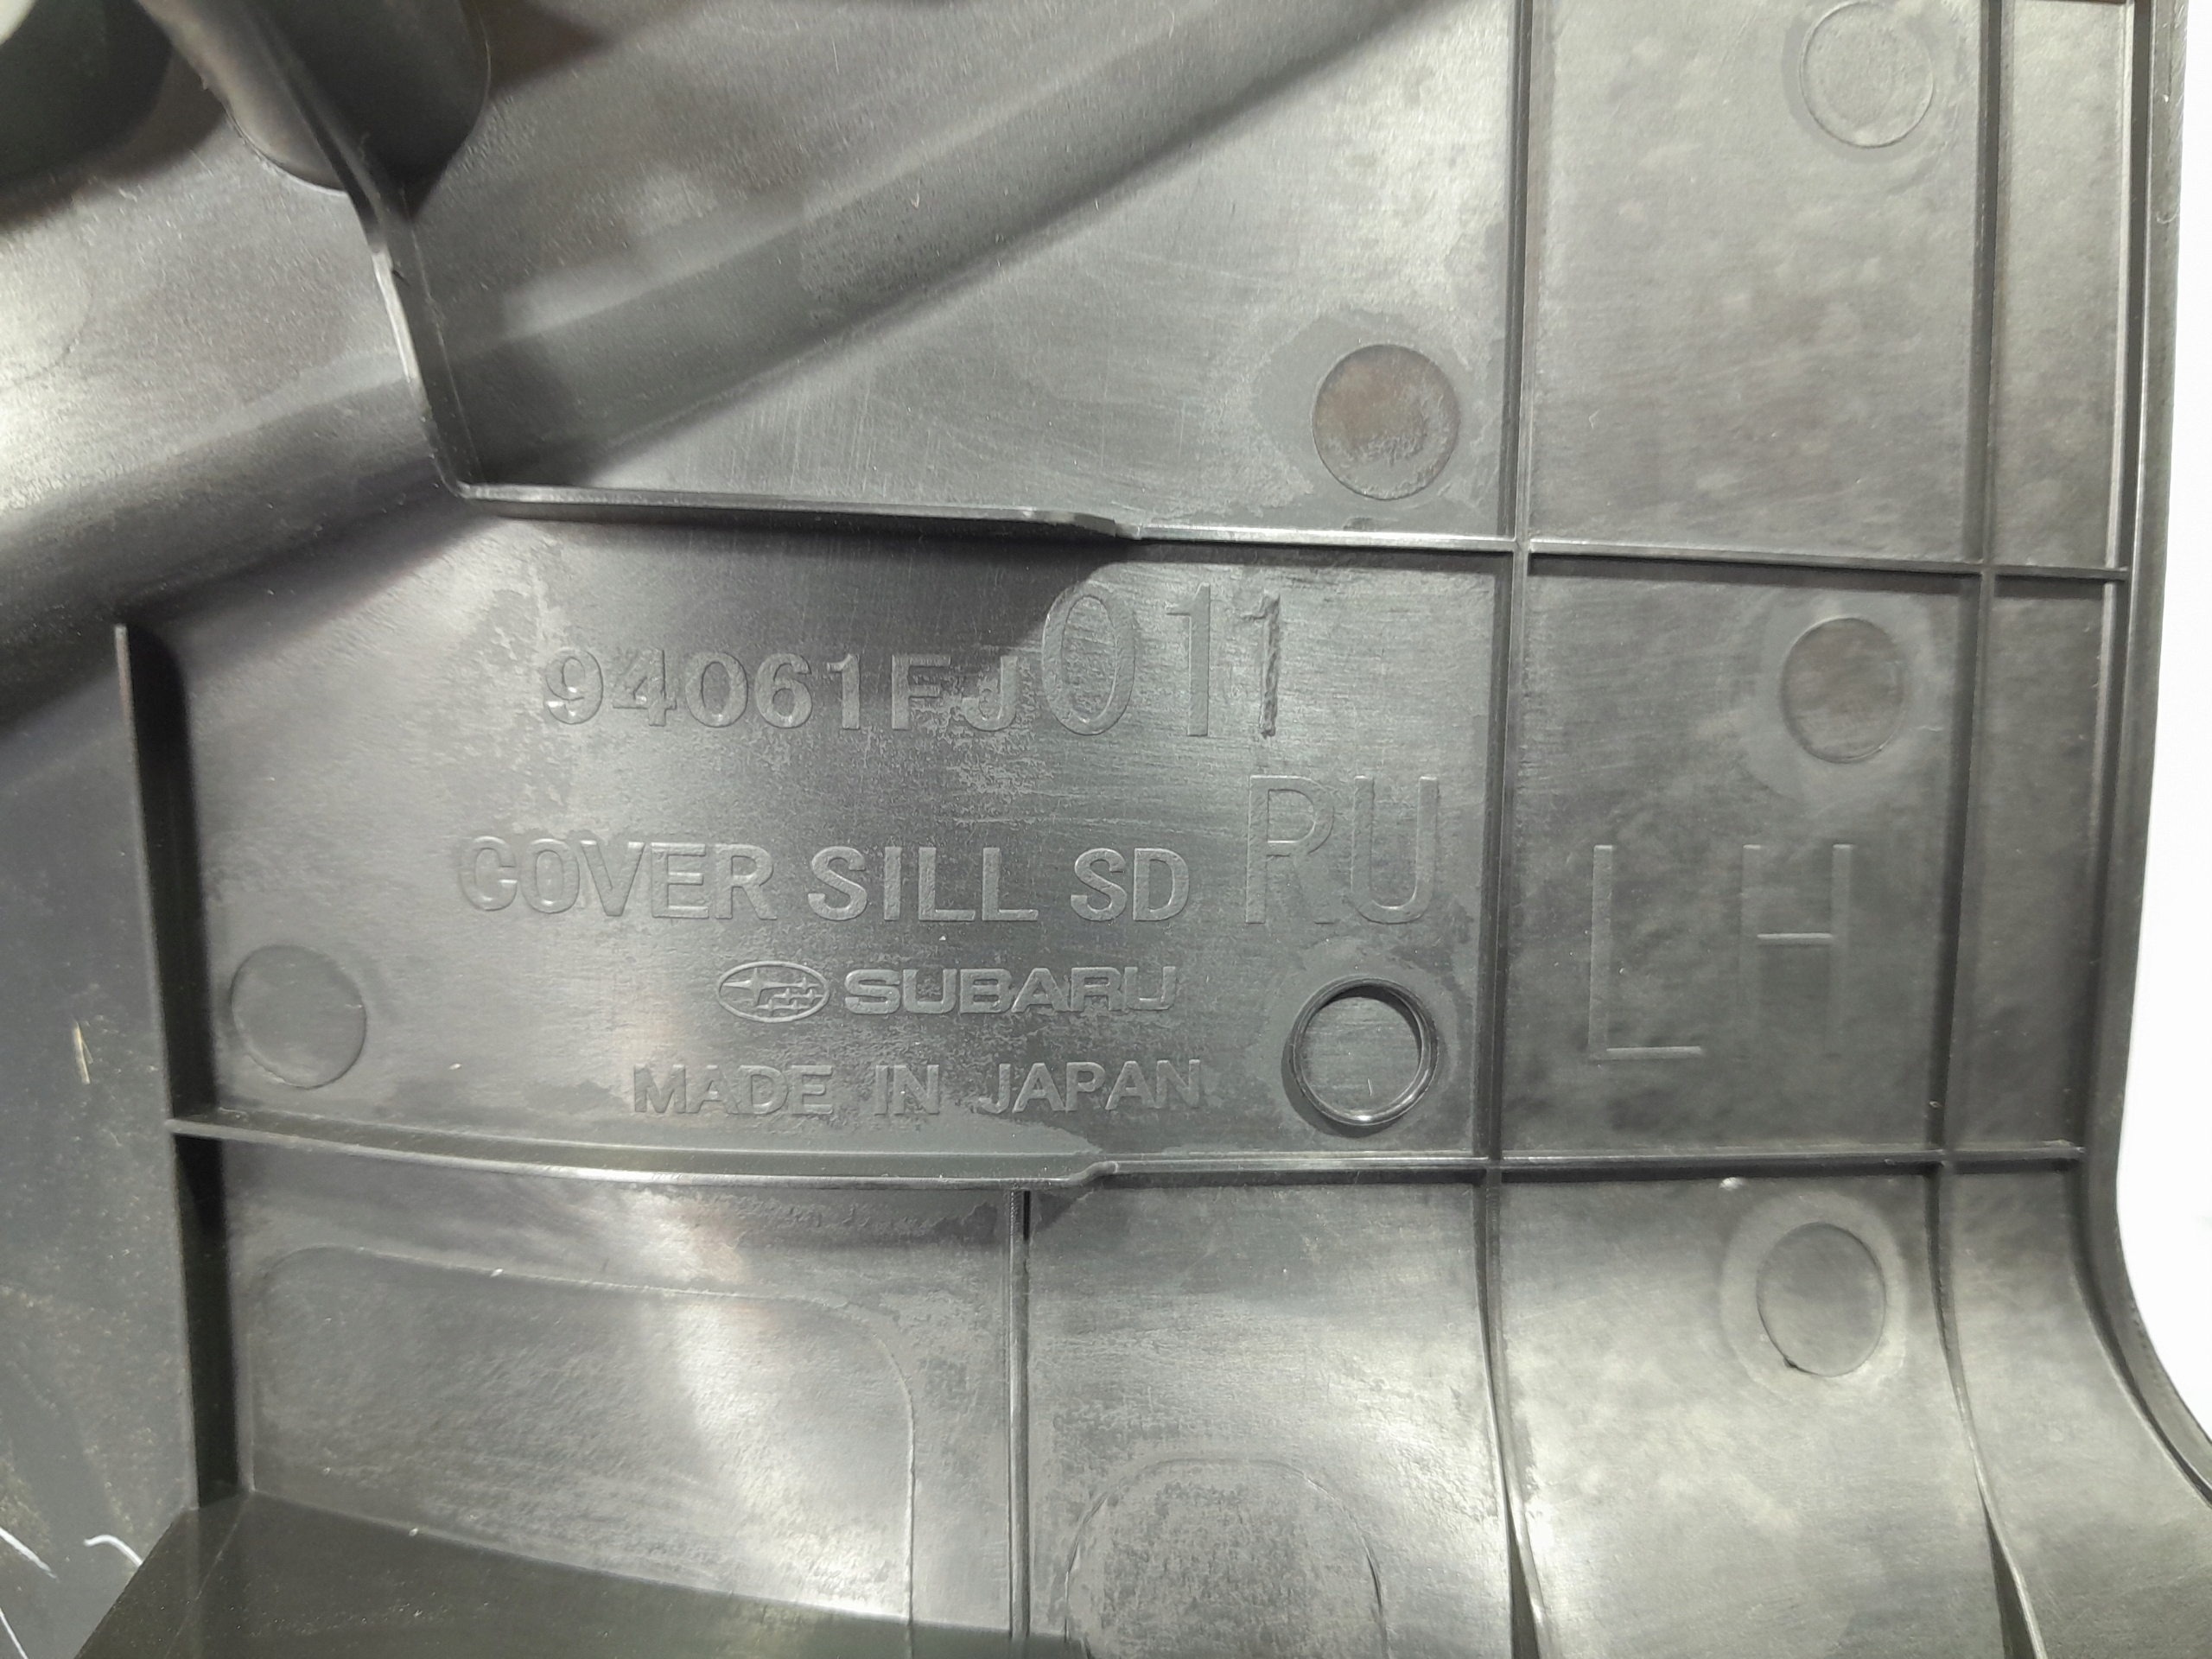 94061FJ011
COVER SILL SD RU
LH
SUBARU
MADE IN JAPAN